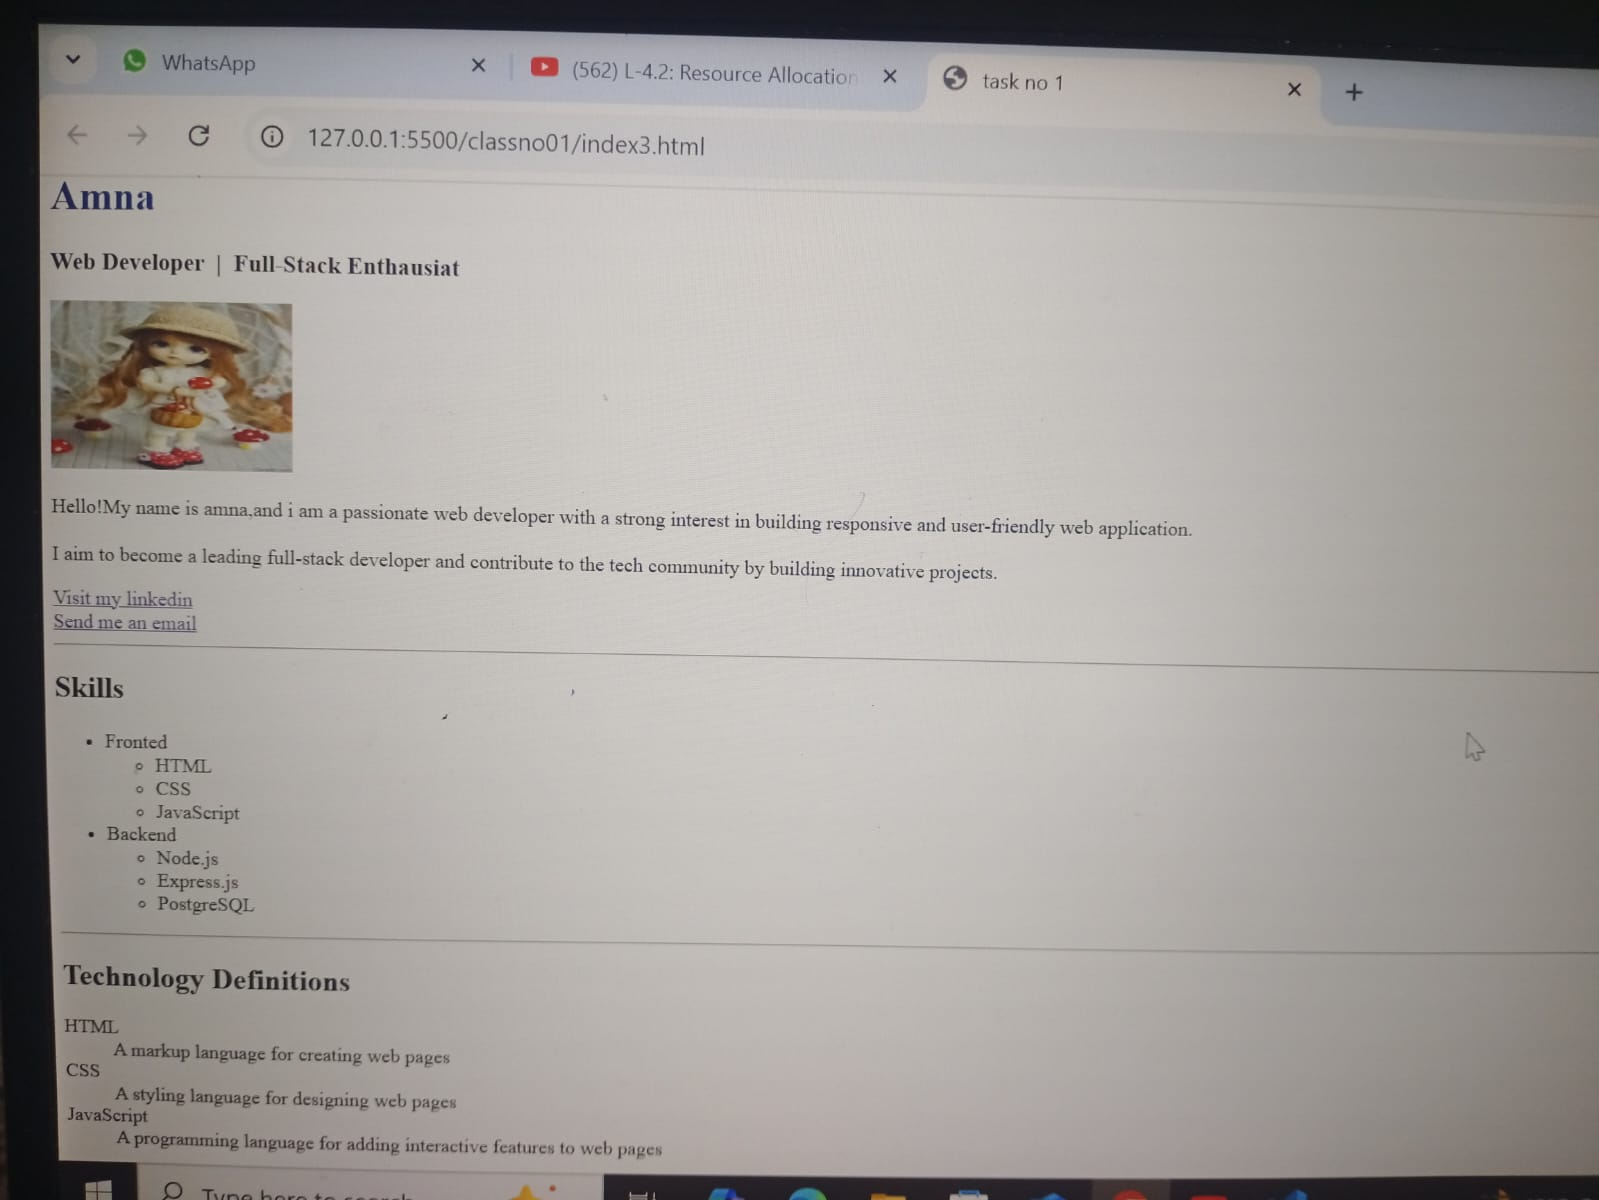 WhatsApp
(562) L-4.2: Resource Allocation
task no 1
127.0.0.1:5500/classno01/index3.html
Amna
Web Developer | Full-Stack Enthausiat
Hello!My name is amna,and i am a passionate web developer with a strong interest in building responsive and user-friendly web application.
I aim to become a leading full-stack developer and contribute to the tech community by building innovative projects.
Visit my linkedin
Send me an email
Skills
• Fronted
◦ HTML
◦ CSS
◦ JavaScript
• Backend
◦ Node.js
◦ Express.js
◦ PostgreSQL
Technology Definitions
HTML
A markup language for creating web pages
CSS
A styling language for designing web pages
JavaScript
A programming language for adding interactive features to web pages
Type here to search